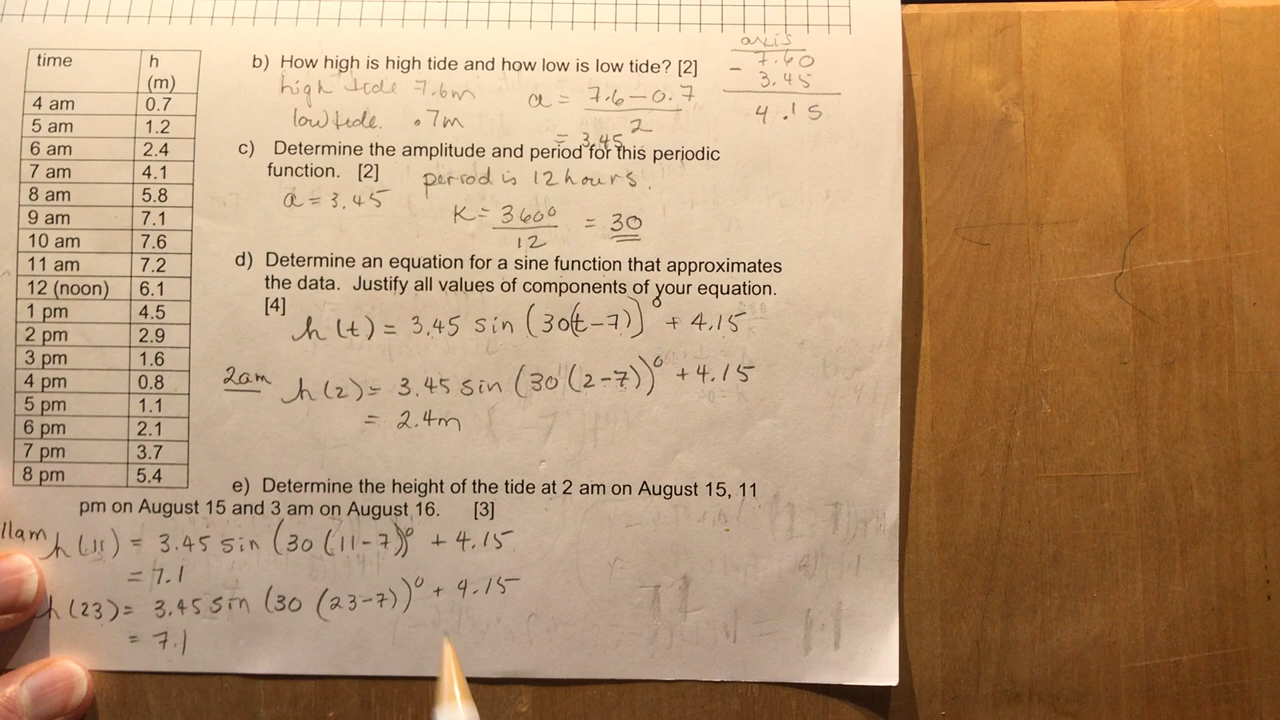 time h
(m)
4 am 0.7
5 am 1.2
6 am 2.4
7 am 4.1
8 am 5.8
9 am 7.1
10 am 7.6
11 am 7.2
12 (noon) 6.1
1 pm 4.5
2 pm 2.9
3 pm 1.6
4 pm 0.8
5 pm 1.1
6 pm 2.1
7 pm 3.7
8 pm 5.4
axis
7.60
- 3.45
4.15
b) How high is high tide and how low is low tide? [2]
high tide 7.6m
low tide. .7m
a = 7.6 - 0.7
2
= 3.45
c) Determine the amplitude and period for this periodic
function. [2]
period is 12 hours.
a = 3.45
K = 360°
12
= 30
d) Determine an equation for a sine function that approximates
the data. Justify all values of components of your equation.
[4]
h(t) = 3.45 sin (30(t-7))° + 4.15
2am h(2) = 3.45 sin (30(2-7))° + 4.15
= 2.4m
e) Determine the height of the tide at 2 am on August 15, 11
pm on August 15 and 3 am on August 16. [3]
11am h(11) = 3.45 sin (30(11-7))° + 4.15
= 7.1
h(23) = 3.45 sin (30 (23-7))° + 4.15
= 7.1